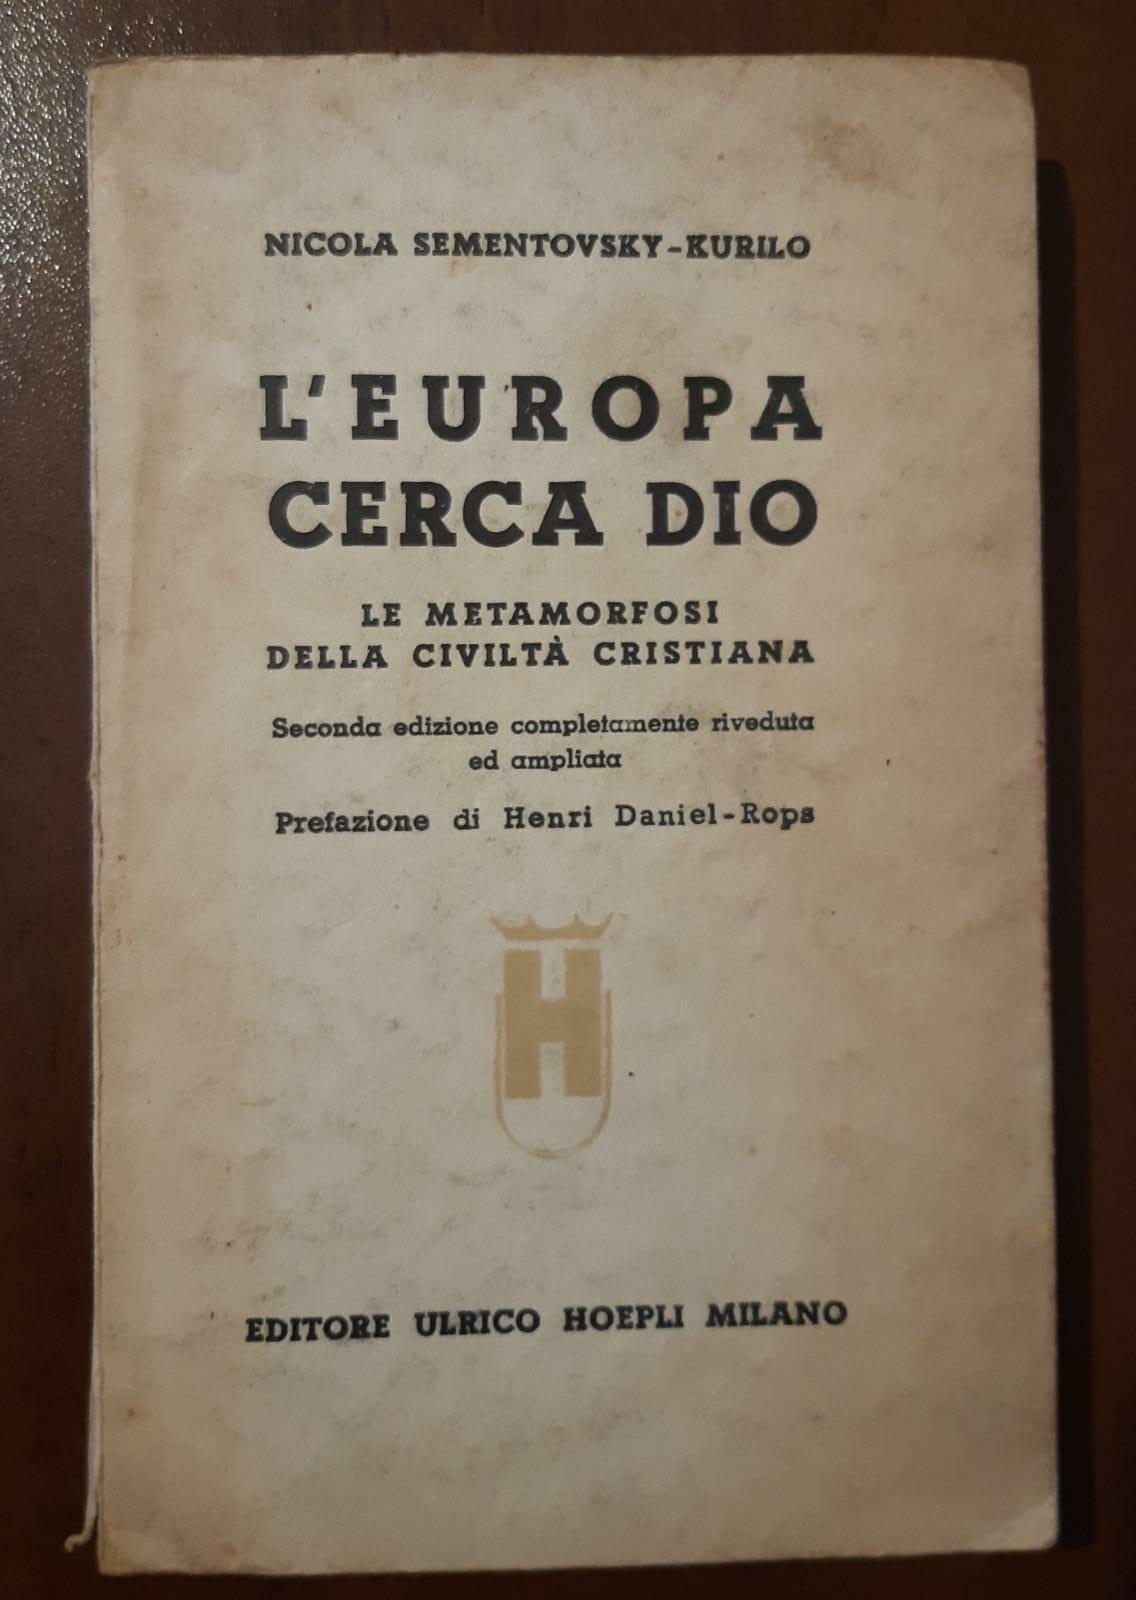 NICOLA SEMENTOVSKY-KURILO
L'EUROPA
CERCA DIO
LE METAMORFOSI
DELLA CIVILTÀ CRISTIANA
Seconda edizione completamente riveduta
ed ampliata
Prefazione di Henri Daniel-Rops
H
EDITORE ULRICO HOEPLI MILANO